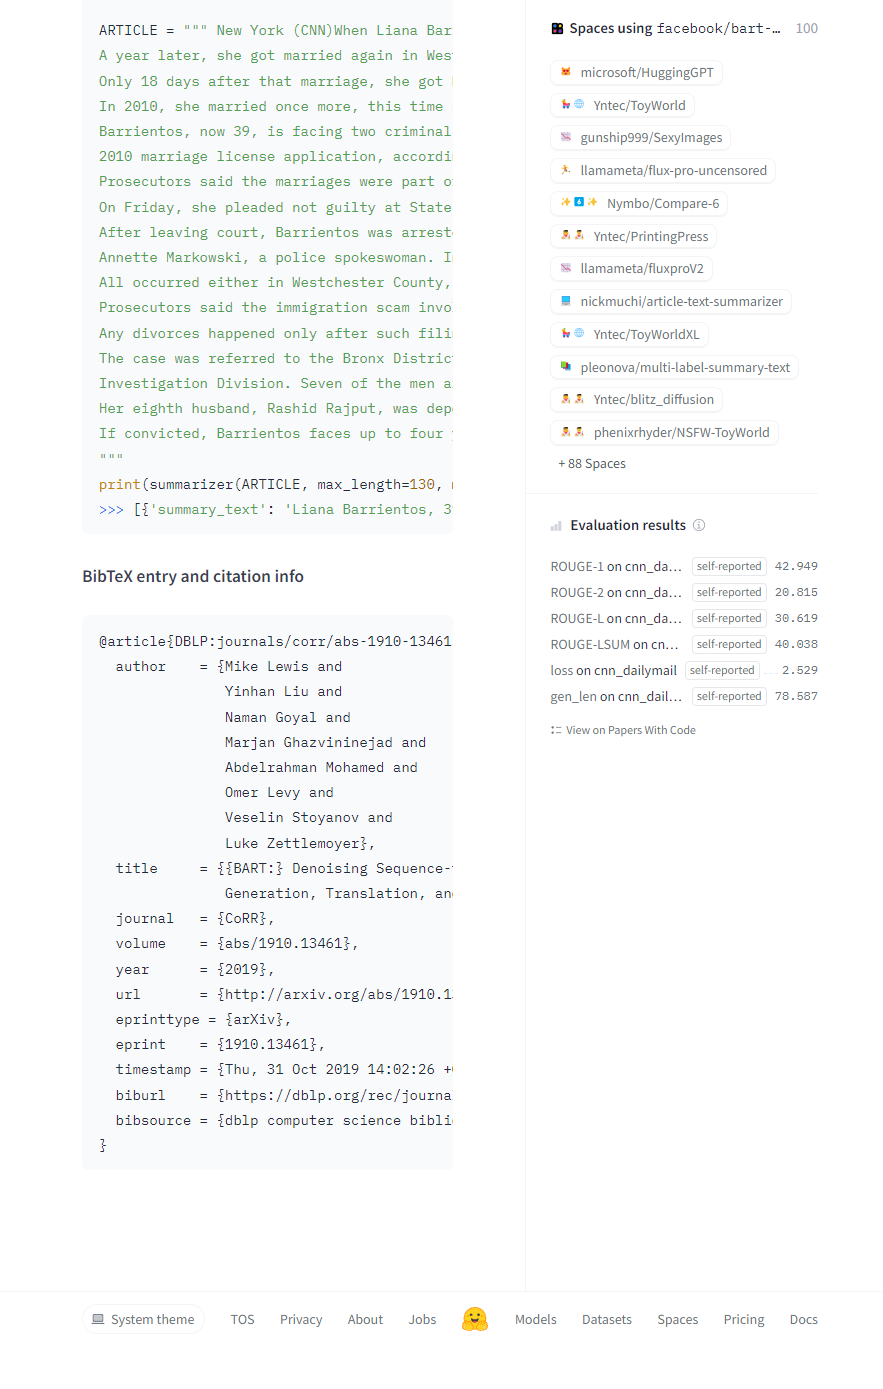 ARTICLE = """ New York (CNN)When Liana Bar
A year later, she got married again in Wes
Only 18 days after that marriage, she got
In 2010, she married once more, this time
Barrientos, now 39, is facing two criminal
2010 marriage license application, accordi
Prosecutors said the marriages were part o
On Friday, she pleaded not guilty at State
After leaving court, Barrientos was arrest
Annette Markowski, a police spokeswoman. I
All occurred either in Westchester County,
Prosecutors said the immigration scam invo
Any divorces happened only after such fili
The case was referred to the Bronx District
Investigation Division. Seven of the men a
Her eighth husband, Rashid Rajput, was dep
If convicted, Barrientos faces up to four
"""
print(summarizer(ARTICLE, max_length=130,
>>> [{'summary_text': 'Liana Barrientos, 3
BibTeX entry and citation info
@article{DBLP:journals/corr/abs-1910-13461
author = {Mike Lewis and
Yinhan Liu and
Naman Goyal and
Marjan Ghazvininejad and
Abdelrahman Mohamed and
Omer Levy and
Veselin Stoyanov and
Luke Zettlemoyer},
title = {{BART:} Denoising Sequence-
Generation, Translation, an
journal = {CoRR},
volume = {abs/1910.13461},
year = {2019},
url = {http://arxiv.org/abs/1910.1
eprinttype = {arXiv},
eprint = {1910.13461},
timestamp = {Thu, 31 Oct 2019 14:02:26 +
biburl = {https://dblp.org/rec/journa
bibsource = {dblp computer science bibli
}
Spaces using facebook/bart-… 100
microsoft/HuggingGPT
Yntec/ToyWorld
gunship999/SexyImages
llamameta/flux-pro-uncensored
Nymbo/Compare-6
Yntec/PrintingPress
llamameta/fluxproV2
nickmuchi/article-text-summarizer
Yntec/ToyWorldXL
pleonova/multi-label-summary-text
Yntec/blitz_diffusion
phenixrhyder/NSFW-ToyWorld
+ 88 Spaces
Evaluation results
ROUGE-1 on cnn_da… self-reported 42.949
ROUGE-2 on cnn_da… self-reported 20.815
ROUGE-L on cnn_da… self-reported 30.619
ROUGE-LSUM on cn… self-reported 40.038
loss on cnn_dailymail self-reported 2.529
gen_len on cnn_dail… self-reported 78.587
View on Papers With Code
System theme TOS Privacy About Jobs Models Datasets Spaces Pricing Docs